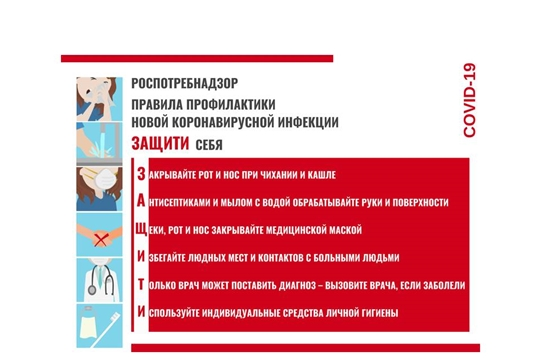 РОСПОТРЕБНАДЗОР
ПРАВИЛА ПРОФИЛАКТИКИ
НОВОЙ КОРОНАВИРУСНОЙ ИНФЕКЦИИ
ЗАЩИТИ СЕБЯ
COVID-19
ЗАКРЫВАЙТЕ РОТ И НОС ПРИ ЧИХАНИИ И КАШЛЕ
АНТИСЕПТИКАМИ И МЫЛОМ С ВОДОЙ ОБРАБАТЫВАЙТЕ РУКИ И ПОВЕРХНОСТИ
ЩЕКИ, РОТ И НОС ЗАКРЫВАЙТЕ МЕДИЦИНСКОЙ МАСКОЙ
ИЗБЕГАЙТЕ ЛЮДНЫХ МЕСТ И КОНТАКТОВ С БОЛЬНЫМИ ЛЮДЬМИ
ТОЛЬКО ВРАЧ МОЖЕТ ПОСТАВИТЬ ДИАГНОЗ – ВЫЗОВИТЕ ВРАЧА, ЕСЛИ ЗАБОЛЕЛИ
ИСПОЛЬЗУЙТЕ ИНДИВИДУАЛЬНЫЕ СРЕДСТВА ЛИЧНОЙ ГИГИЕНЫ